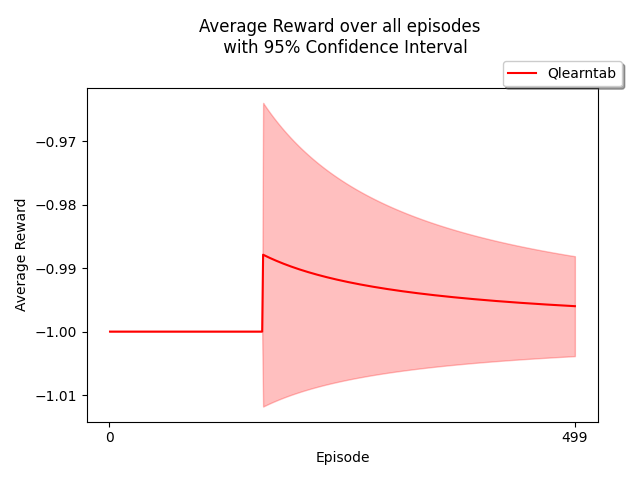 Average Reward over all episodes
with 95% Confidence Interval
Qlearntab
Average Reward
−0.97
−0.98
−0.99
−1.00
−1.01
0
499
Episode